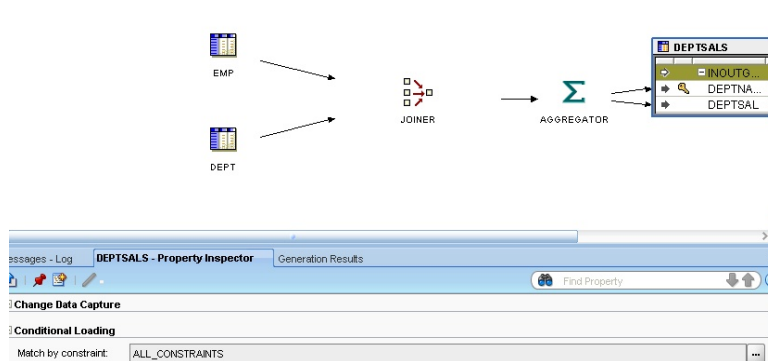 EMP
DEPT
JOINER
AGGREGATOR
DEPTSALS
INOUTG...
DEPTNA...
DEPTSAL
essages - Log
DEPTSALS - Property Inspector
Generation Results
Find Property
Change Data Capture
Conditional Loading
Match by constraint:
ALL_CONSTRAINTS
...